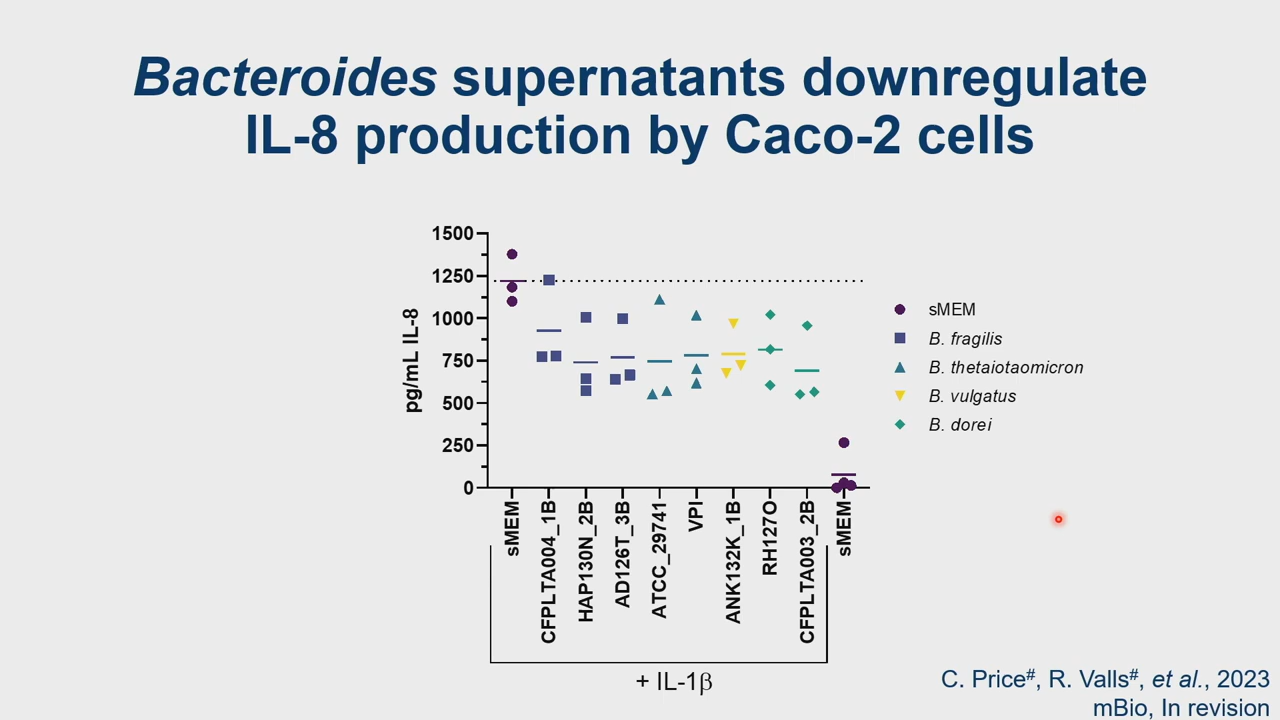 Bacteroides supernatants downregulate
IL-8 production by Caco-2 cells
pg/mL IL-8
1500
1250
1000
750
500
250
0
sMEM
CFPLTA004_1B
HAP130N_2B
AD126T_3B
ATCC_29741
VPI
ANK132K_1B
RH127O
CFPLTA003_2B
sMEM
+ IL-1β
sMEM
B. fragilis
B. thetaiotaomicron
B. vulgatus
B. dorei
C. Price#, R. Valls#, et al., 2023
mBio, In revision